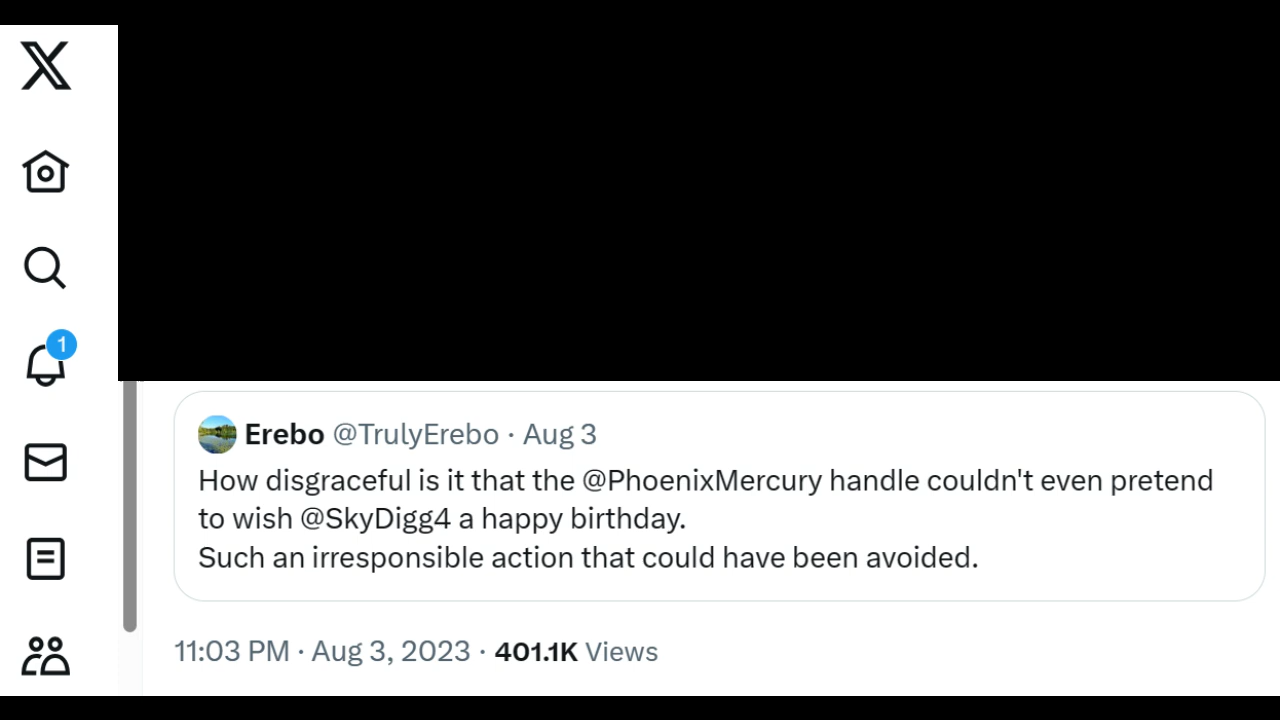 1
Erebo @TrulyErebo · Aug 3
How disgraceful is it that the @PhoenixMercury handle couldn't even pretend
to wish @SkyDigg4 a happy birthday.
Such an irresponsible action that could have been avoided.
11:03 PM · Aug 3, 2023 · 401.1K Views